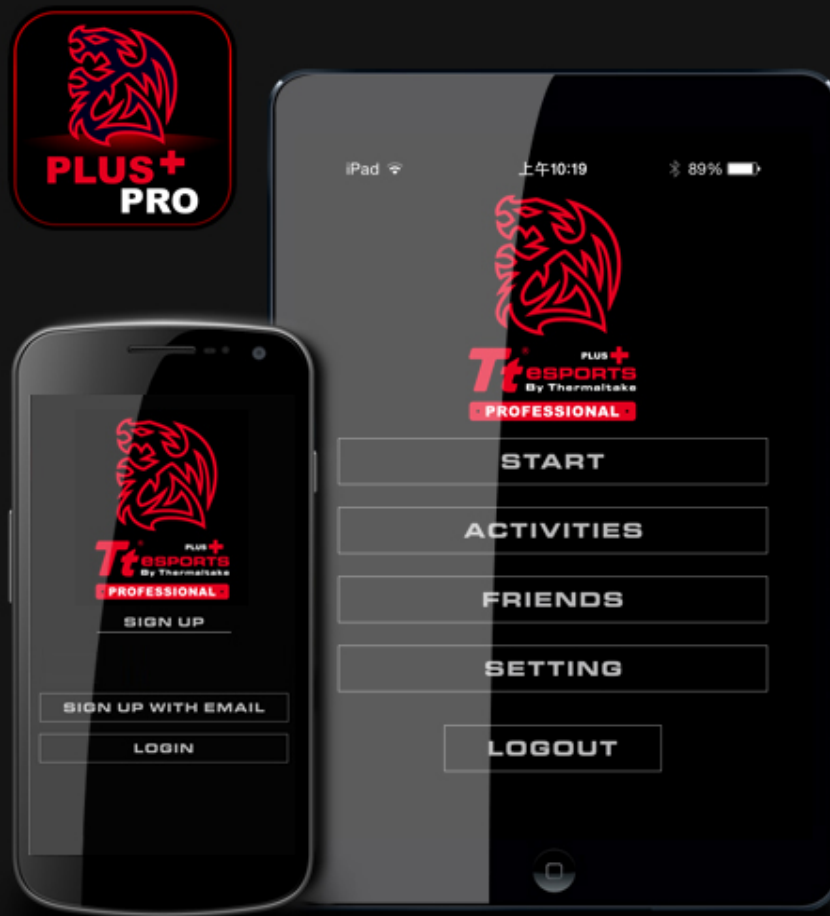 PLUS+
PRO
iPad 上午10:19 89%
PLUS+
Tt eSPORTS
By Thermaltake
PROFESSIONAL
START
ACTIVITIES
FRIENDS
SETTING
LOGOUT
PLUS+
Tt eSPORTS
By Thermaltake
PROFESSIONAL
SIGN UP
SIGN UP WITH EMAIL
LOGIN